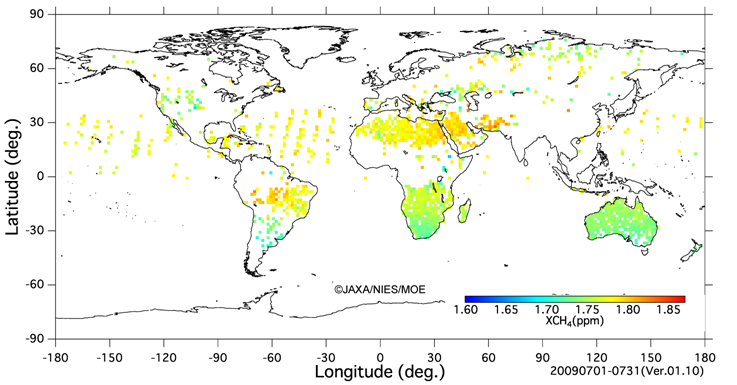 90
60
30
0
-30
-60
-90
Latitude (deg.)
©JAXA/NIES/MOE
1.60 1.65 1.70 1.75 1.80 1.85
XCH₄(ppm)
-180 -150 -120 -90 -60 -30 0 30 60 90 120 150 180
Longitude (deg.)
20090701-0731(Ver.01.10)